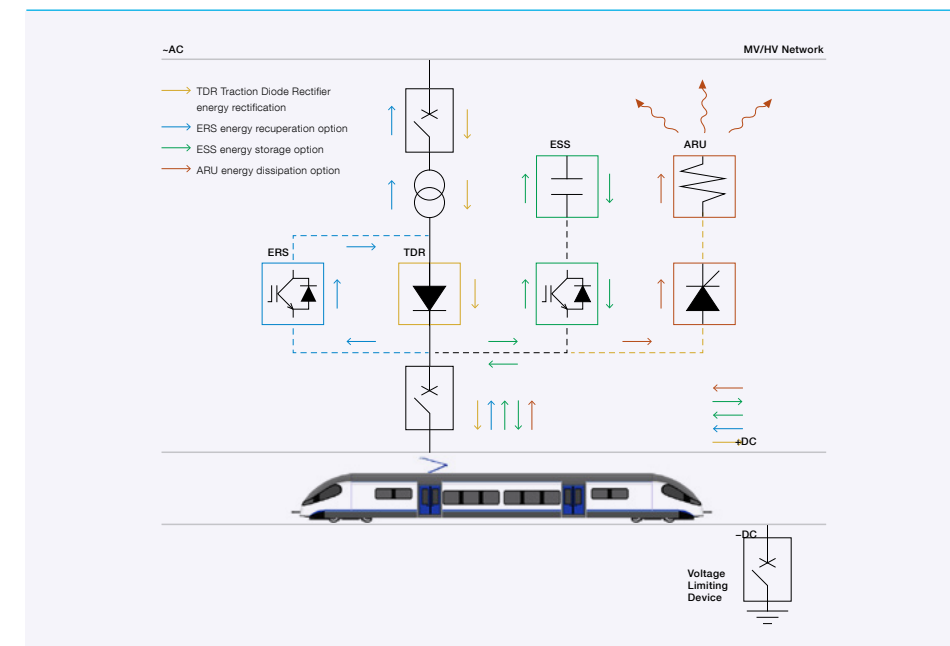 ~AC
MV/HV Network
TDR Traction Diode Rectifier
energy rectification
ERS energy recuperation option
ESS energy storage option
ARU energy dissipation option
ESS
ARU
ERS
TDR
+DC
−DC
Voltage
Limiting
Device